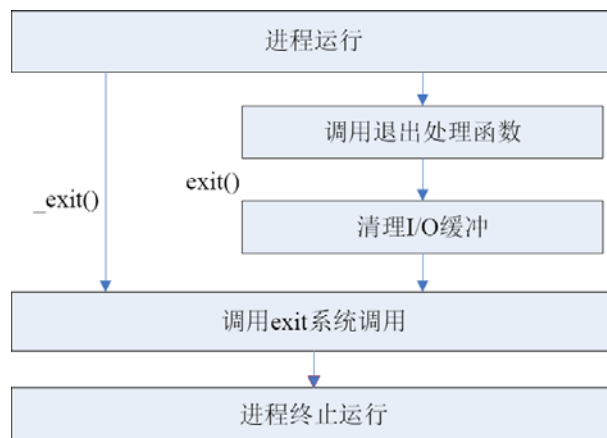 进程运行
调用退出处理函数
exit()
_exit()
清理I/O缓冲
调用exit系统调用
进程终止运行